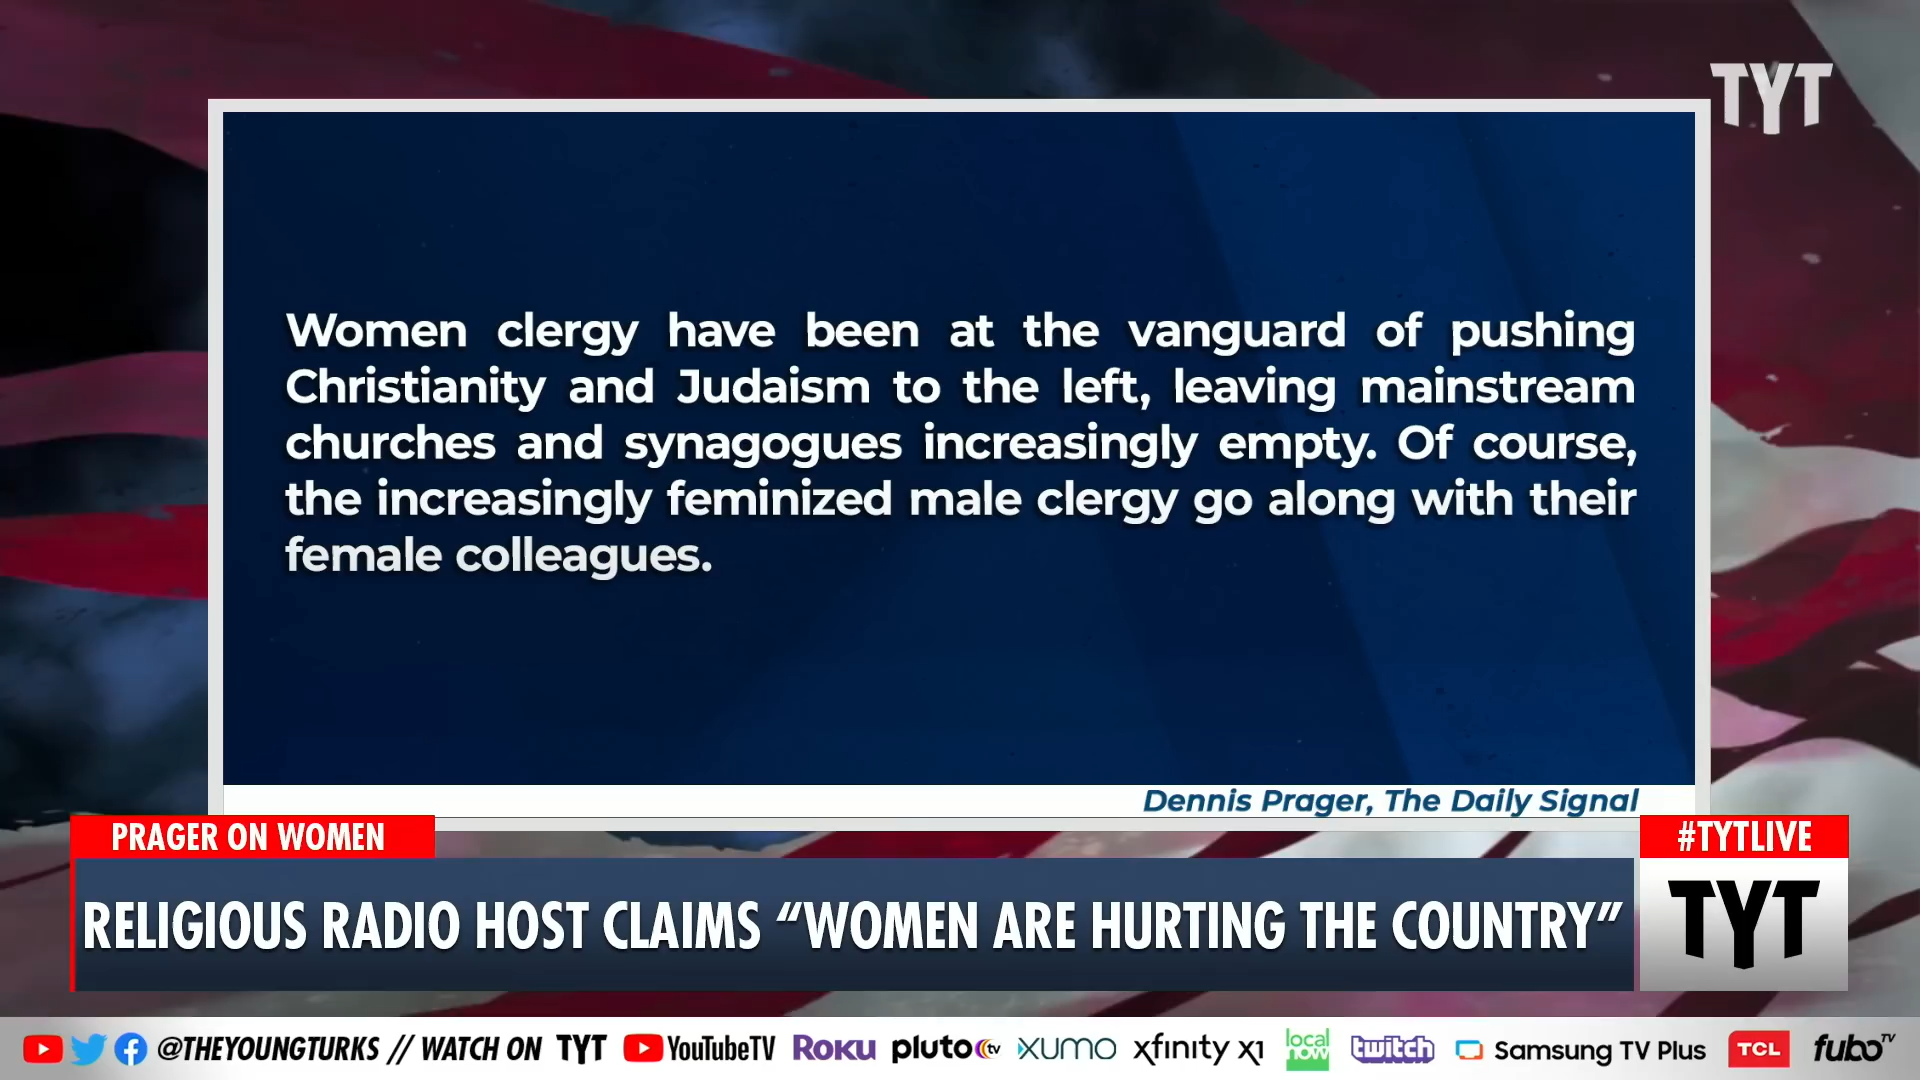 TYT
Women clergy have been at the vanguard of pushing
Christianity and Judaism to the left, leaving mainstream
churches and synagogues increasingly empty. Of course,
the increasingly feminized male clergy go along with their
female colleagues.
Dennis Prager, The Daily Signal
PRAGER ON WOMEN
#TYTLIVE
RELIGIOUS RADIO HOST CLAIMS “WOMEN ARE HURTING THE COUNTRY”
TYT
@THEYOUNGTURKS // WATCH ON TYT YouTubeTV ROKU pluto tv XUMO xfinity X1 local now twitch Samsung TV Plus TCL fubo TV